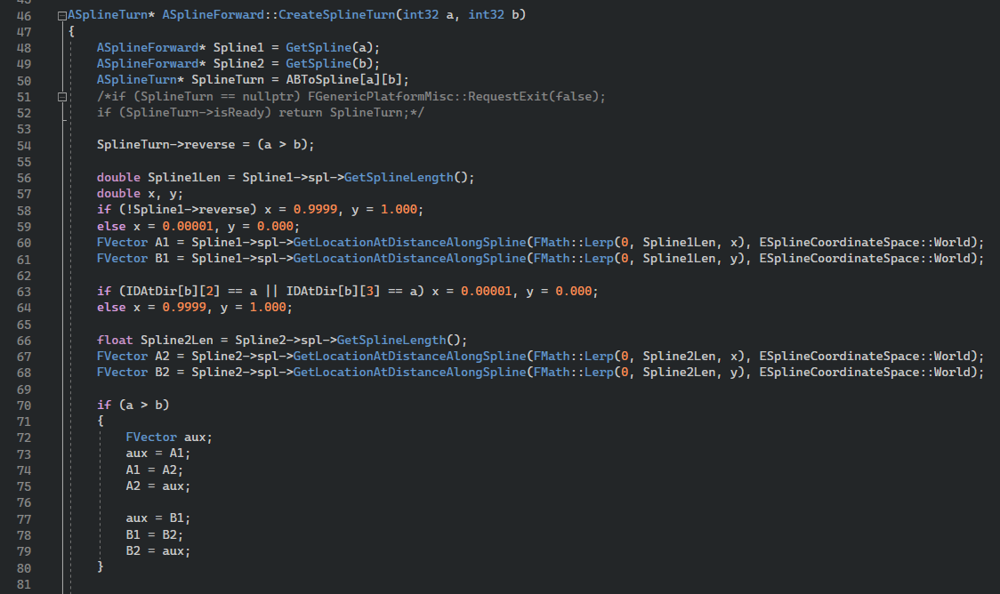 46 ASplineTurn* ASplineForward::CreateSplineTurn(int32 a, int32 b)
47 {
48 ASplineForward* Spline1 = GetSpline(a);
49 ASplineForward* Spline2 = GetSpline(b);
50 ASplineTurn* SplineTurn = ABToSpline[a][b];
51 /*if (SplineTurn == nullptr) FGenericPlatformMisc::RequestExit(false);
52 if (SplineTurn->isReady) return SplineTurn;*/
53
54 SplineTurn->reverse = (a > b);
55
56 double Spline1Len = Spline1->spl->GetSplineLength();
57 double x, y;
58 if (!Spline1->reverse) x = 0.9999, y = 1.000;
59 else x = 0.00001, y = 0.000;
60 FVector A1 = Spline1->spl->GetLocationAtDistanceAlongSpline(FMath::Lerp(0, Spline1Len, x), ESplineCoordinateSpace::World);
61 FVector B1 = Spline1->spl->GetLocationAtDistanceAlongSpline(FMath::Lerp(0, Spline1Len, y), ESplineCoordinateSpace::World);
62
63 if (IDAtDir[b][2] == a || IDAtDir[b][3] == a) x = 0.00001, y = 0.000;
64 else x = 0.9999, y = 1.000;
65
66 float Spline2Len = Spline2->spl->GetSplineLength();
67 FVector A2 = Spline2->spl->GetLocationAtDistanceAlongSpline(FMath::Lerp(0, Spline2Len, x), ESplineCoordinateSpace::World);
68 FVector B2 = Spline2->spl->GetLocationAtDistanceAlongSpline(FMath::Lerp(0, Spline2Len, y), ESplineCoordinateSpace::World);
69
70 if (a > b)
71 {
72 FVector aux;
73 aux = A1;
74 A1 = A2;
75 A2 = aux;
76
77 aux = B1;
78 B1 = B2;
79 B2 = aux;
80 }
81